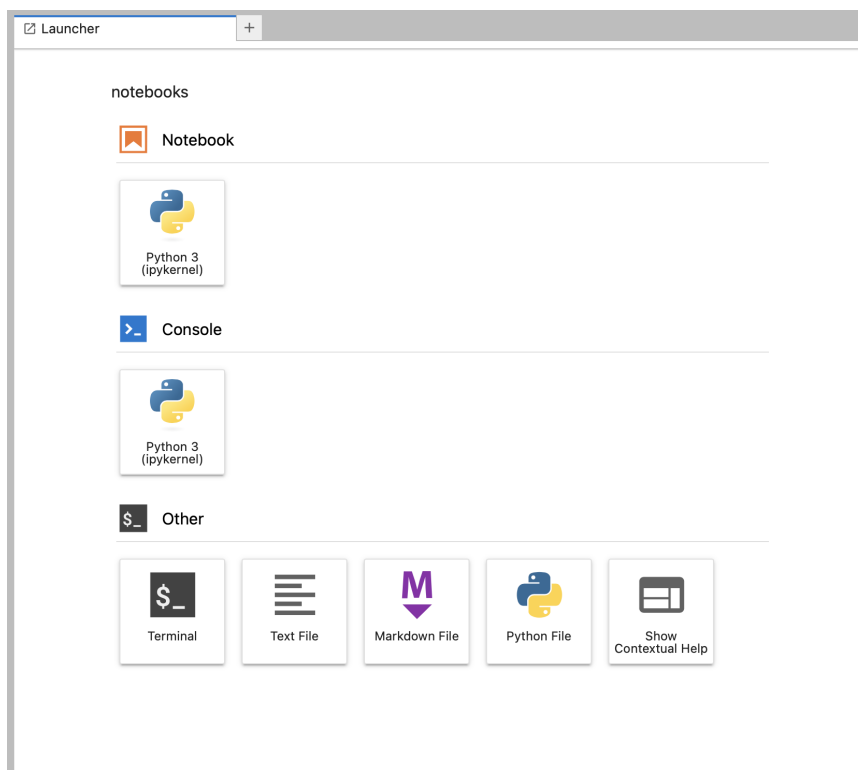 Launcher
+
notebooks
Notebook
Python 3
(ipykernel)
>_ Console
Python 3
(ipykernel)
$_ Other
$_
M
Terminal
Text File
Markdown File
Python File
Show
Contextual Help